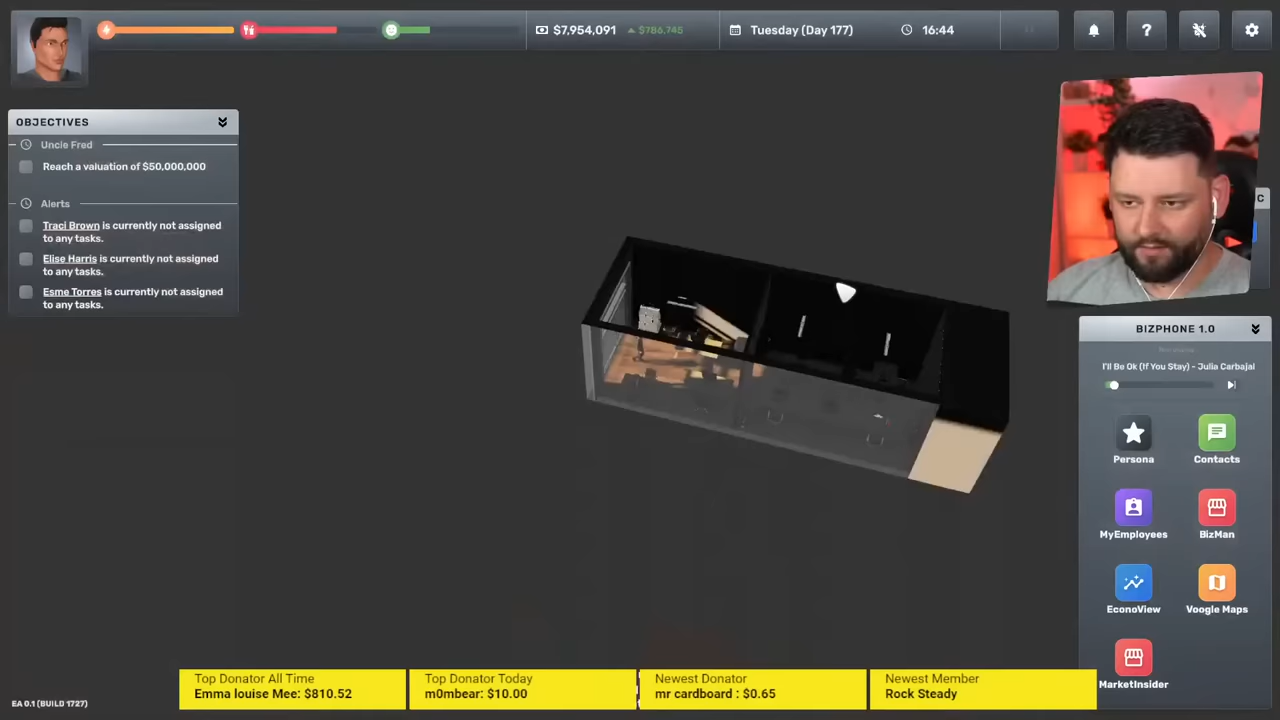 $7,954,091
$786,745
Tuesday (Day 177)
16:44
?
OBJECTIVES
Uncle Fred
Reach a valuation of $50,000,000
Alerts
Traci Brown is currently not assigned
to any tasks.
Elise Harris is currently not assigned
to any tasks.
Esme Torres is currently not assigned
to any tasks.
C
BIZPHONE 1.0
I'll Be Ok (If You Stay) - Julia Carbajal
Persona
Contacts
MyEmployees
BizMan
EconoView
Voogle Maps
MarketInsider
Top Donator All Time
Emma louise Mee: $810.52
Top Donator Today
m0mbear: $10.00
Newest Donator
mr cardboard : $0.65
Newest Member
Rock Steady
EA 0.1 (BUILD 1727)